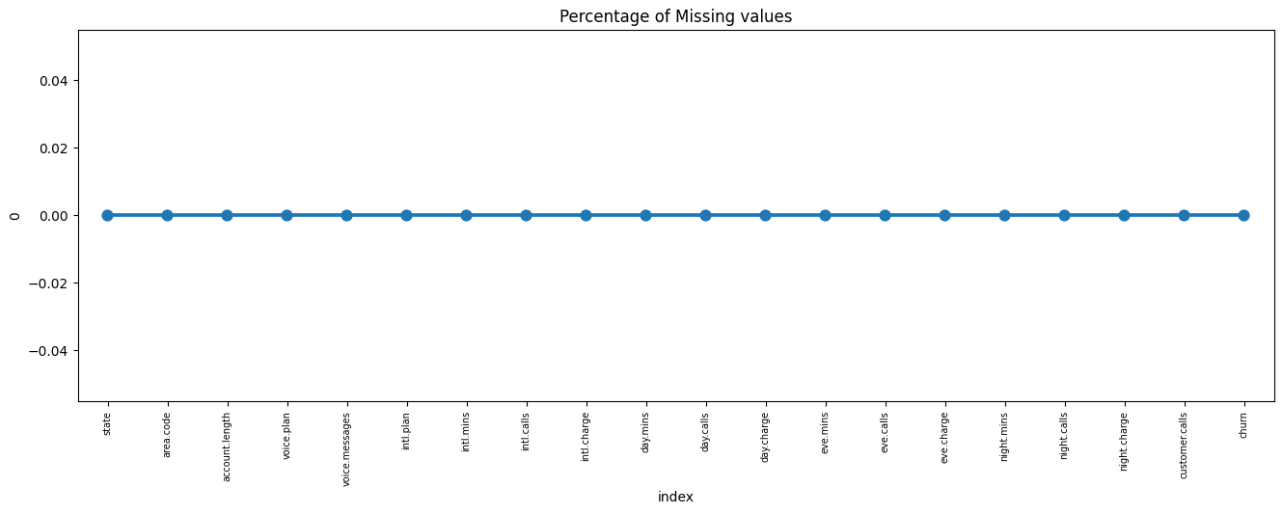 Percentage of Missing values
0.04
0.02
0.00
−0.02
−0.04
0
state
area.code
account.length
voice.plan
voice.messages
intl.plan
intl.mins
intl.calls
intl.charge
day.mins
day.calls
day.charge
eve.mins
eve.calls
eve.charge
night.mins
night.calls
night.charge
customer.calls
churn
index